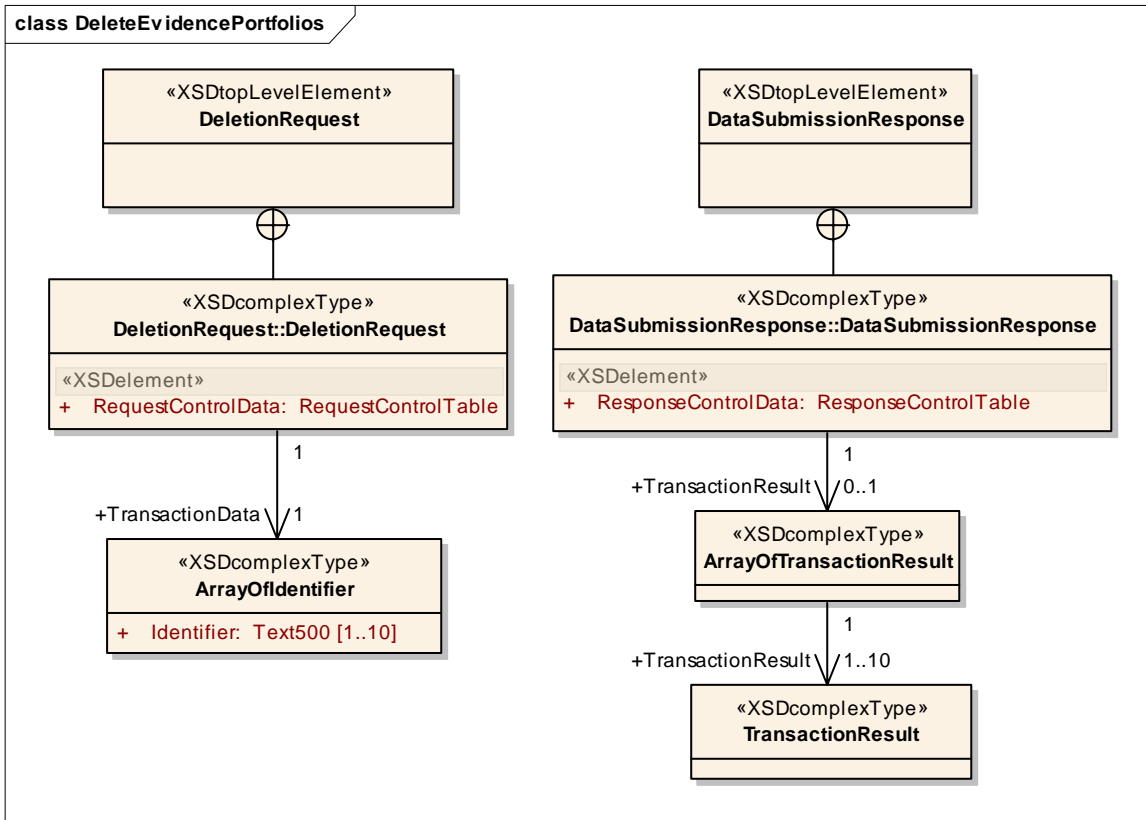 class DeleteEvidencePortfolios
«XSDtopLevelElement»
DeletionRequest
«XSDcomplexType»
DeletionRequest::DeletionRequest
«XSDelement»
+ RequestControlData: RequestControlTable
1
+TransactionData 1
«XSDcomplexType»
ArrayOfIdentifier
+ Identifier: Text500 [1..10]
«XSDtopLevelElement»
DataSubmissionResponse
«XSDcomplexType»
DataSubmissionResponse::DataSubmissionResponse
«XSDelement»
+ ResponseControlData: ResponseControlTable
1
+TransactionResult 0..1
«XSDcomplexType»
ArrayOfTransactionResult
1
+TransactionResult 1..10
«XSDcomplexType»
TransactionResult